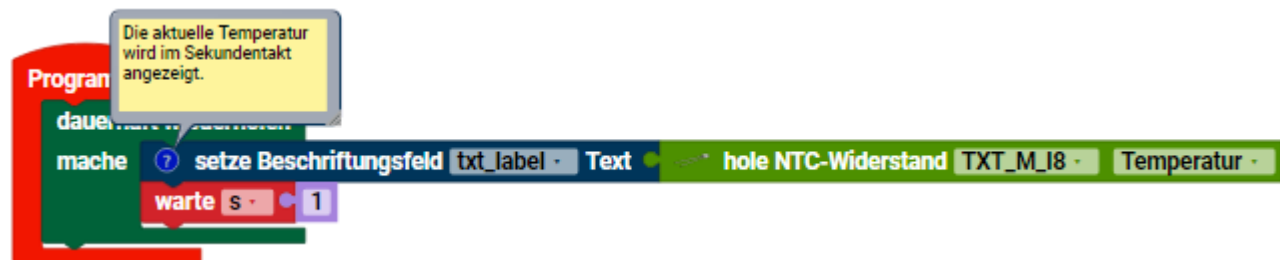 Die aktuelle Temperatur
wird im Sekundentakt
angezeigt.
mache ? setze Beschriftungsfeld txt_label Text hole NTC-Widerstand TXT_M_I8 Temperatur
warte s 1